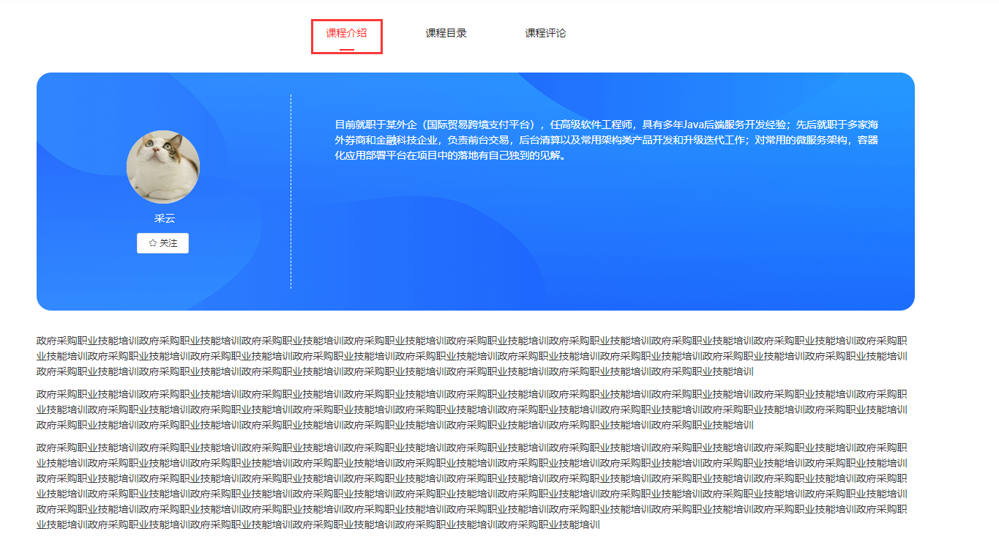 课程介绍
课程目录
课程评论
目前就职于某外企（国际贸易跨境支付平台），任高级软件工程师，具有多年Java后端服务开发经验；先后就职于多家海
外券商和金融科技企业，负责前台交易，后台清算以及常用架构类产品开发和升级迭代工作；对常用的微服务架构，容器
化应用部署平台在项目中的落地有自己独到的见解。
采云
关注
政府采购职业技能培训政府采购职业技能培训政府采购职业技能培训政府采购职业技能培训政府采购职业技能培训政府采购职业技能培训政府采购职业技能培训政府采购职业技能培训政府采购职
业技能培训政府采购职业技能培训政府采购职业技能培训政府采购职业技能培训政府采购职业技能培训政府采购职业技能培训政府采购职业技能培训政府采购职业技能培训政府采购职业技能培训
政府采购职业技能培训政府采购职业技能培训政府采购职业技能培训政府采购职业技能培训政府采购职业技能培训政府采购职业技能培训政府采购职业技能培训
政府采购职业技能培训政府采购职业技能培训政府采购职业技能培训政府采购职业技能培训政府采购职业技能培训政府采购职业技能培训政府采购职业技能培训政府采购职业技能培训政府采购职
业技能培训政府采购职业技能培训政府采购职业技能培训政府采购职业技能培训政府采购职业技能培训政府采购职业技能培训政府采购职业技能培训政府采购职业技能培训政府采购职业技能培训
政府采购职业技能培训政府采购职业技能培训政府采购职业技能培训政府采购职业技能培训政府采购职业技能培训政府采购职业技能培训政府采购职业技能培训
政府采购职业技能培训政府采购职业技能培训政府采购职业技能培训政府采购职业技能培训政府采购职业技能培训政府采购职业技能培训政府采购职业技能培训政府采购职业技能培训政府采购职
业技能培训政府采购职业技能培训政府采购职业技能培训政府采购职业技能培训政府采购职业技能培训政府采购职业技能培训政府采购职业技能培训政府采购职业技能培训政府采购职业技能培训
政府采购职业技能培训政府采购职业技能培训政府采购职业技能培训政府采购职业技能培训政府采购职业技能培训政府采购职业技能培训政府采购职业技能培训政府采购职业技能培训政府采购职
业技能培训政府采购职业技能培训政府采购职业技能培训政府采购职业技能培训政府采购职业技能培训政府采购职业技能培训政府采购职业技能培训政府采购职业技能培训政府采购职业技能培训
政府采购职业技能培训政府采购职业技能培训政府采购职业技能培训政府采购职业技能培训政府采购职业技能培训政府采购职业技能培训政府采购职业技能培训政府采购职业技能培训政府采购职
业技能培训政府采购职业技能培训政府采购职业技能培训政府采购职业技能培训政府采购职业技能培训政府采购职业技能培训